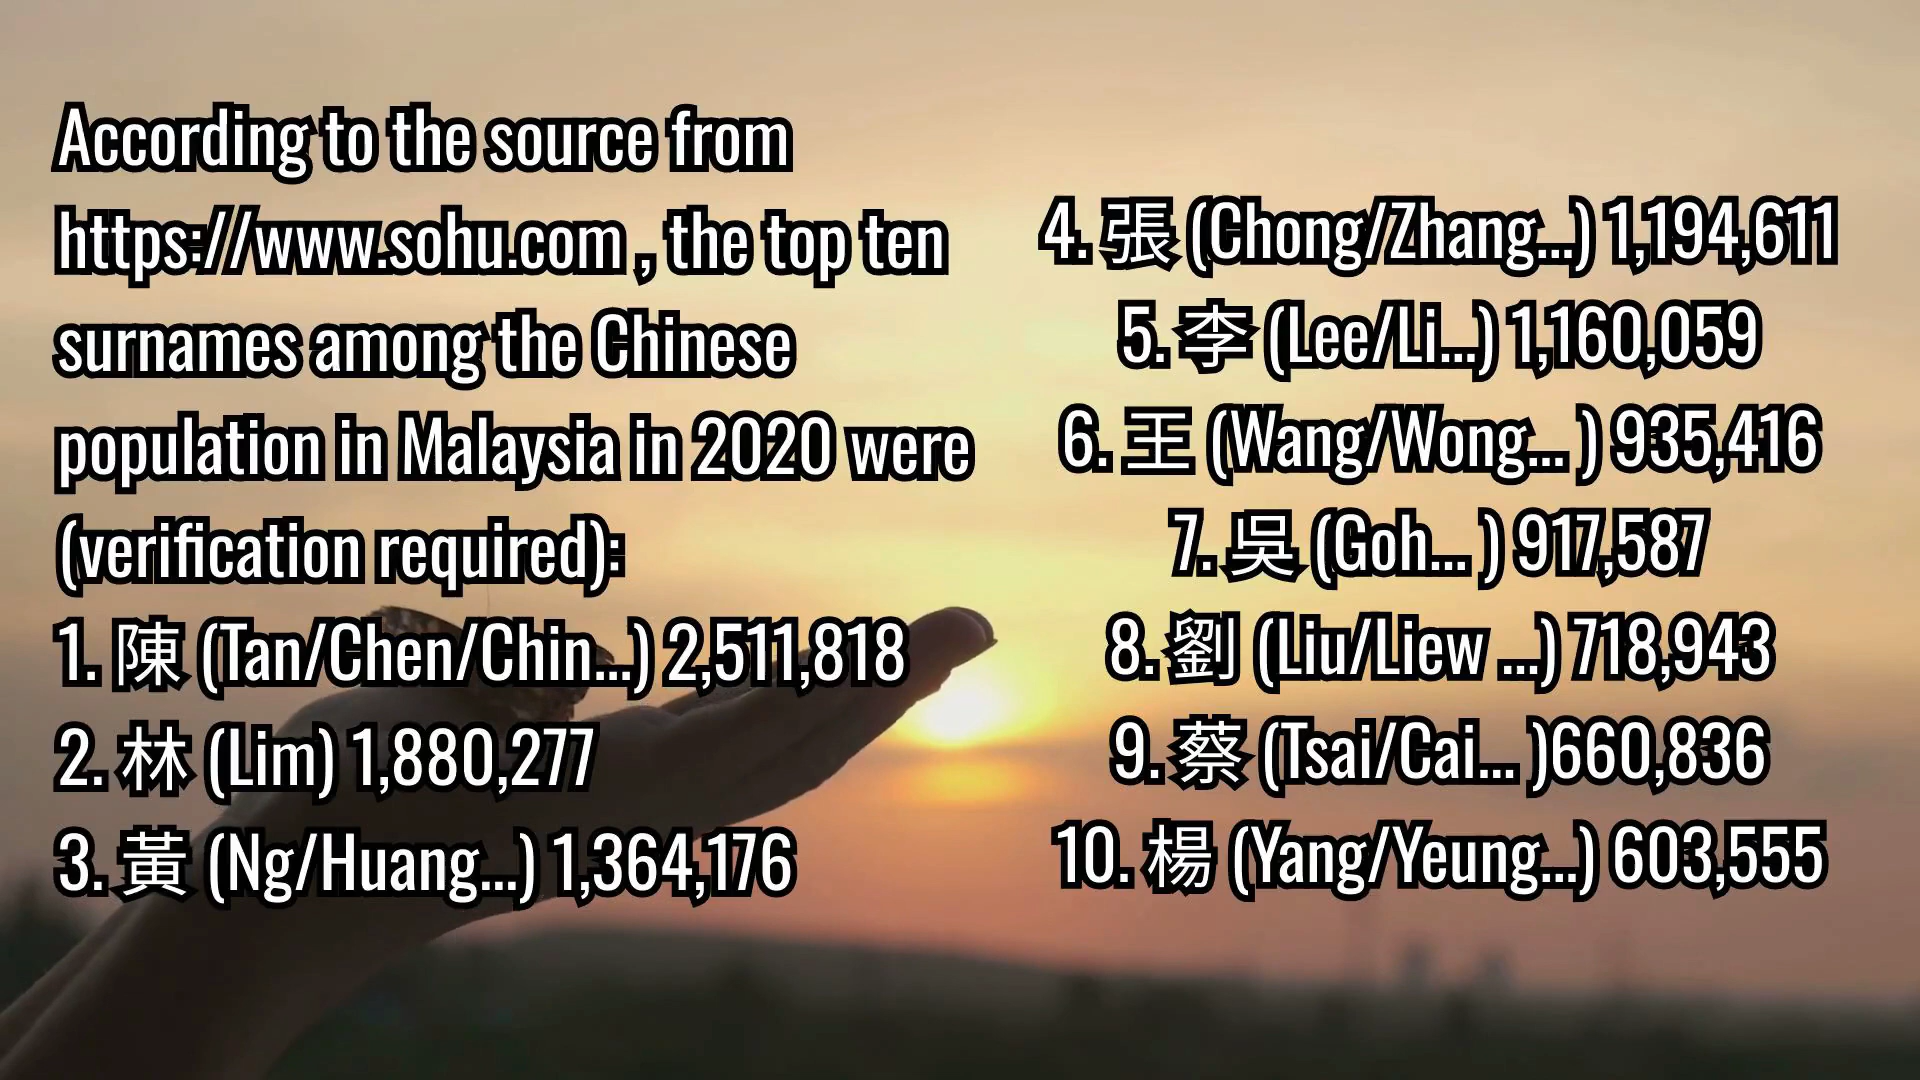 According to the source from
https://www.sohu.com , the top ten
surnames among the Chinese
population in Malaysia in 2020 were
(verification required):
1. 陳 (Tan/Chen/Chin...) 2,511,818
2. 林 (Lim) 1,880,277
3. 黃 (Ng/Huang...) 1,364,176
4. 張 (Chong/Zhang...) 1,194,611
5. 李 (Lee/Li...) 1,160,059
6. 王 (Wang/Wong... ) 935,416
7. 吳 (Goh... ) 917,587
8. 劉 (Liu/Liew ...) 718,943
9. 蔡 (Tsai/Cai... )660,836
10. 楊 (Yang/Yeung...) 603,555